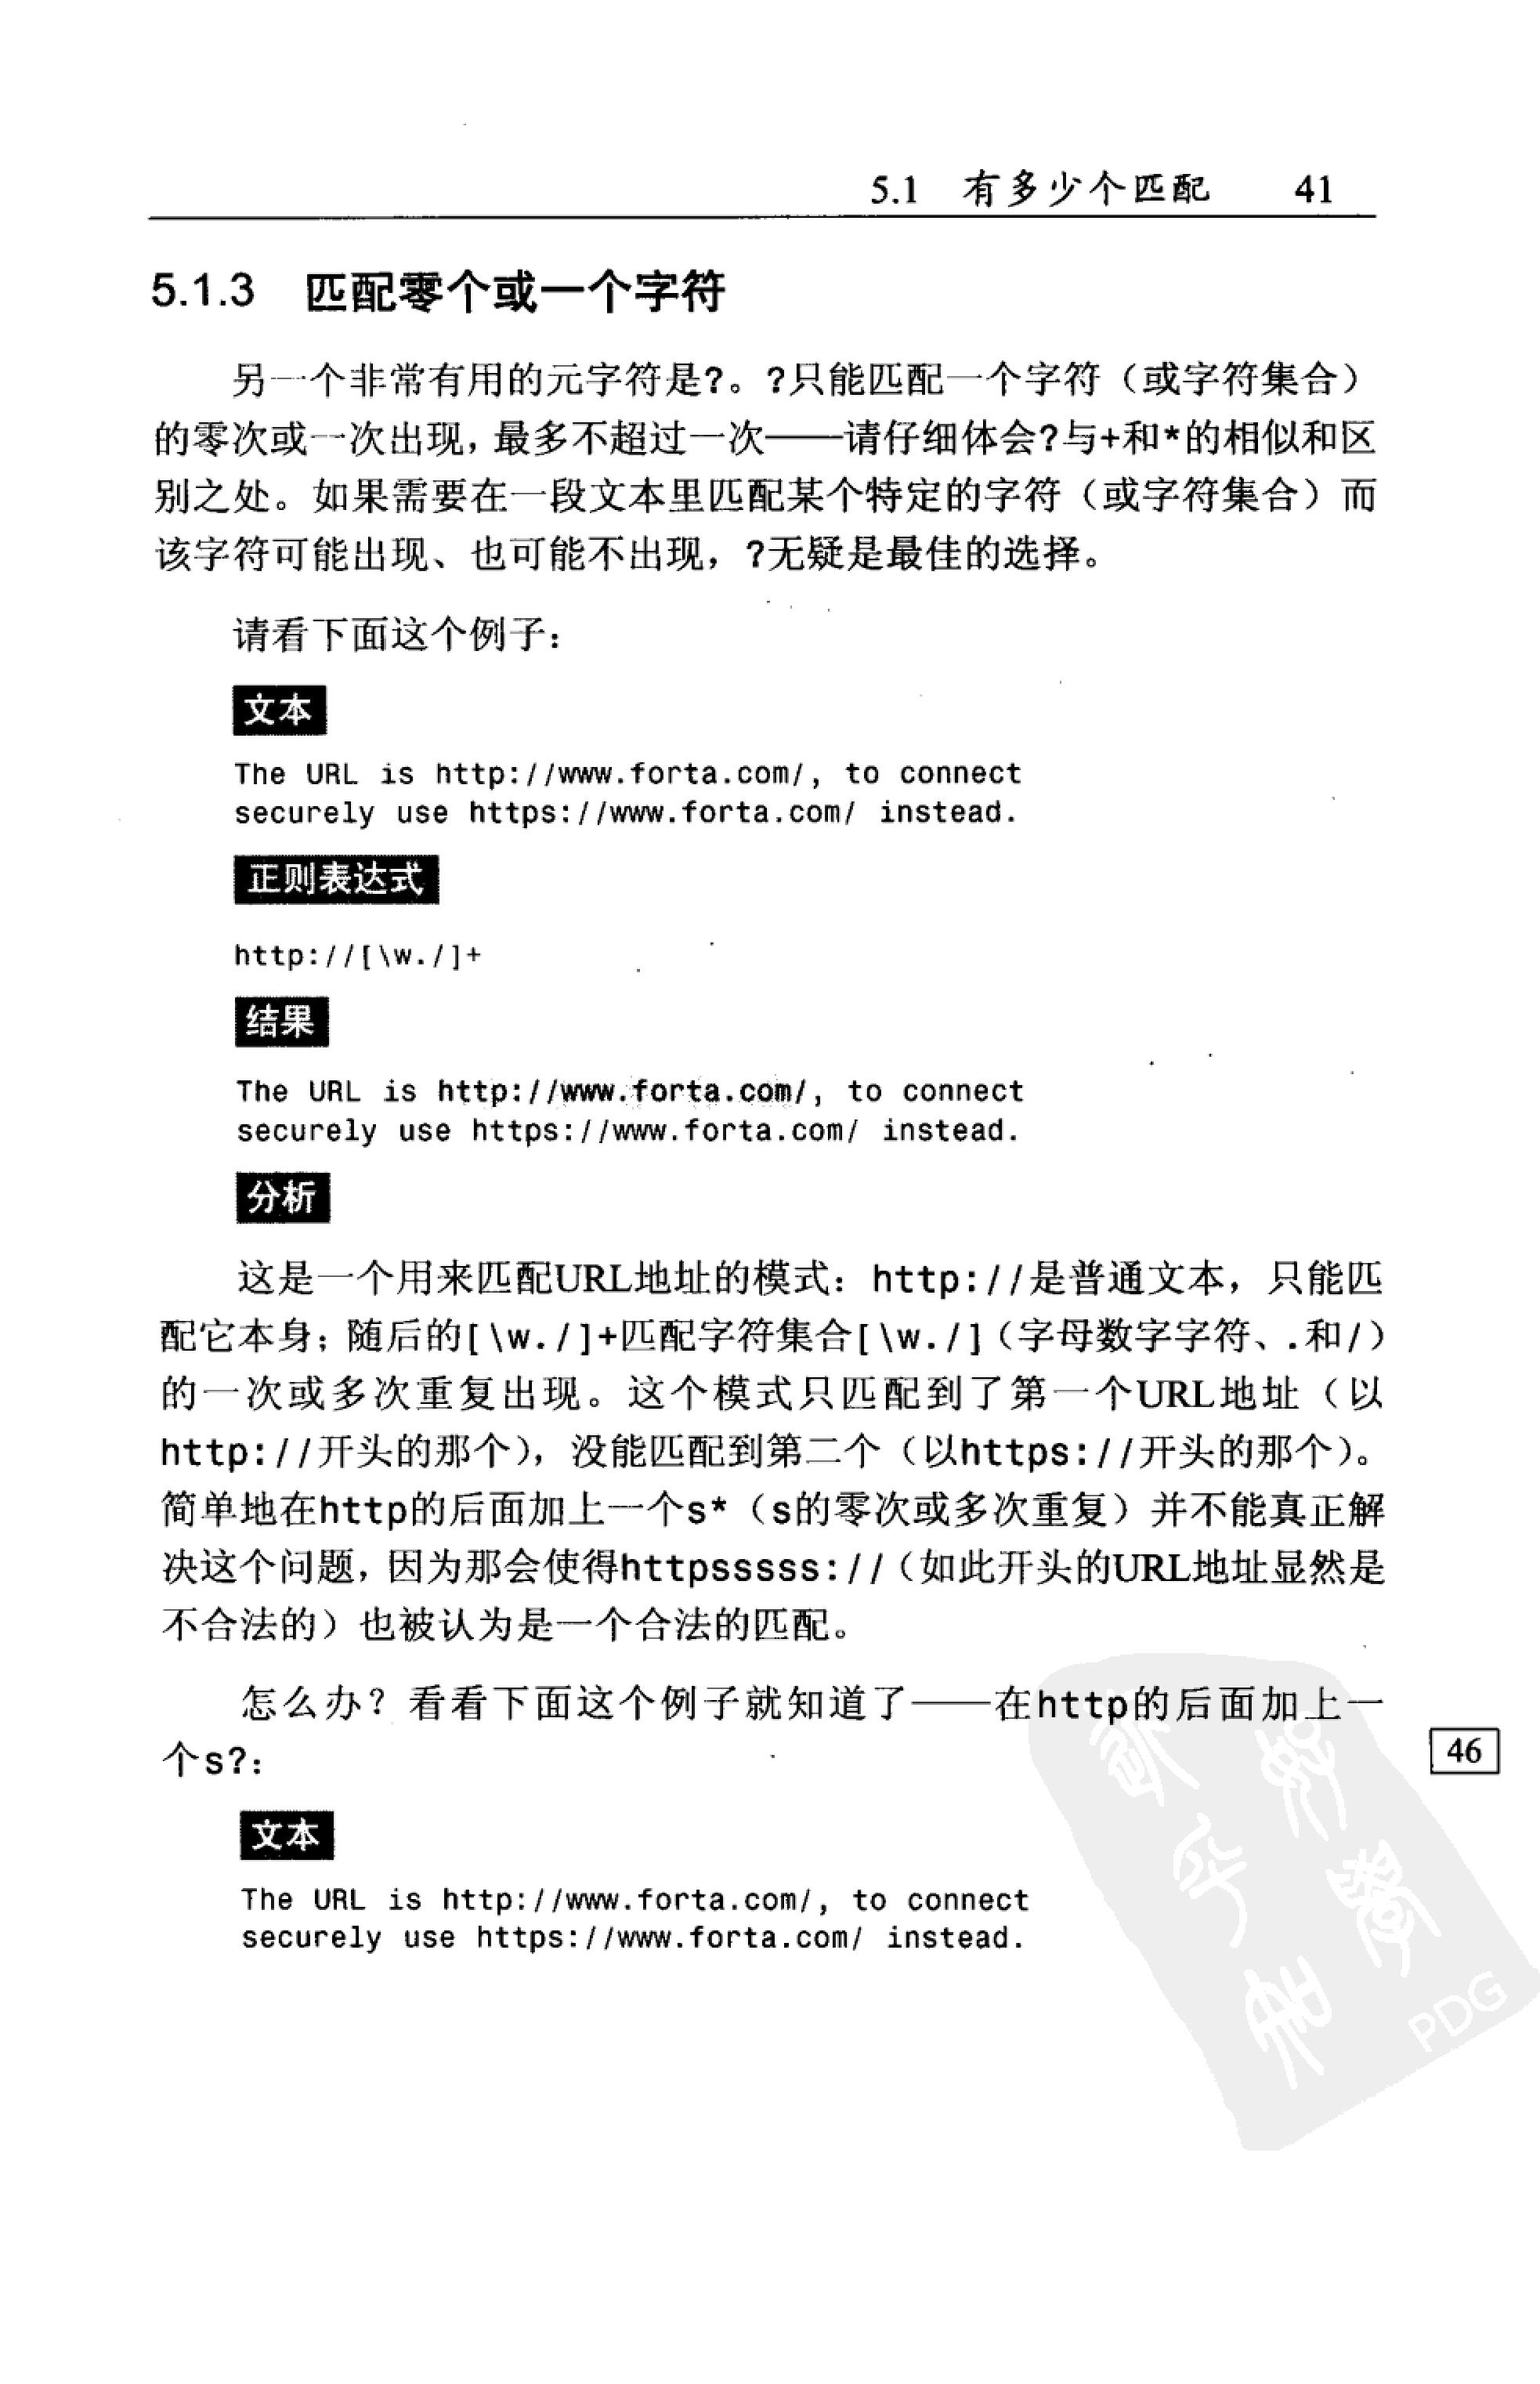 5.1 有多少个匹配 41
5.1.3 匹配零个或一个字符
另一个非常有用的元字符是?。?只能匹配一个字符（或字符集合）
的零次或一次出现，最多不超过一次——请仔细体会?与+和*的相似和区
别之处。如果需要在一段文本里匹配某个特定的字符（或字符集合）而
该字符可能出现、也可能不出现，?无疑是最佳的选择。
请看下面这个例子：
文本
The URL is http://www.forta.com/, to connect
securely use https://www.forta.com/ instead.
正则表达式
http://[\w./]+
结果
The URL is http://www.forta.com/, to connect
securely use https://www.forta.com/ instead.
分析
这是一个用来匹配URL地址的模式：http://是普通文本，只能匹
配它本身；随后的[\w./]+匹配字符集合[\w./]（字母数字字符、.和/）
的一次或多次重复出现。这个模式只匹配到了第一个URL地址（以
http://开头的那个），没能匹配到第二个（以https://开头的那个）。
简单地在http的后面加上一个s*（s的零次或多次重复）并不能真正解
决这个问题，因为那会使得httpsssss://（如此开头的URL地址显然是
不合法的）也被认为是一个合法的匹配。
怎么办？看看下面这个例子就知道了——在http的后面加上一
个s?：
46
文本
The URL is http://www.forta.com/, to connect
securely use https://www.forta.com/ instead.
PDG